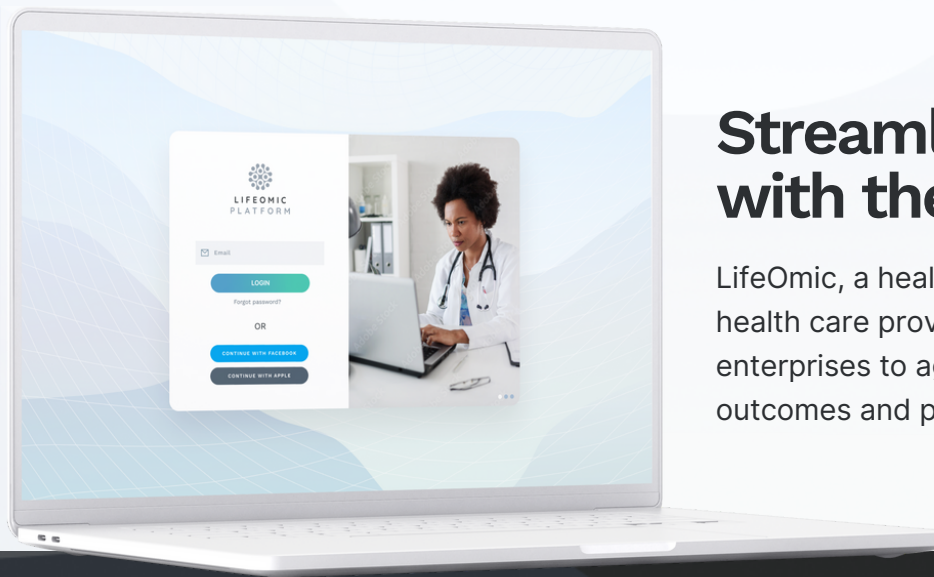 LIFEOMIC
PLATFORM
Email
LOGIN
Forgot password?
OR
CONTINUE WITH FACEBOOK
CONTINUE WITH APPLE
Streaml
with the
LifeOmic, a heal
health care prov
enterprises to a
outcomes and p